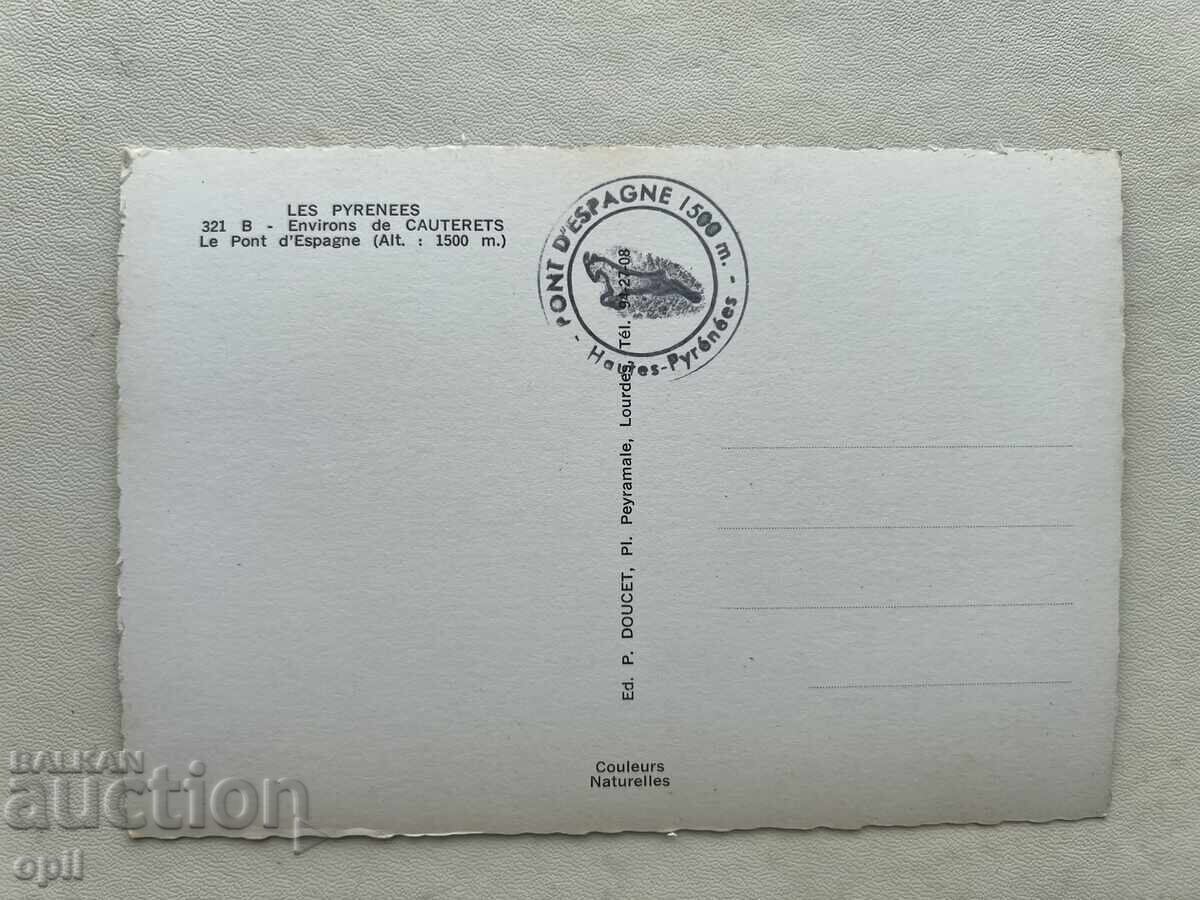 LES PYRENEES
321 B - Environs de CAUTERETS
Le Pont d'Espagne (Alt. : 1500 m.)
PONT D'ESPAGNE 1500 m. -
- Hautes-Pyrénées -
Ed. P. DOUCET, Pl. Peyramale, Lourdes, Tél. 94-27-08
Couleurs
Naturelles
BALKAN
auction
opil